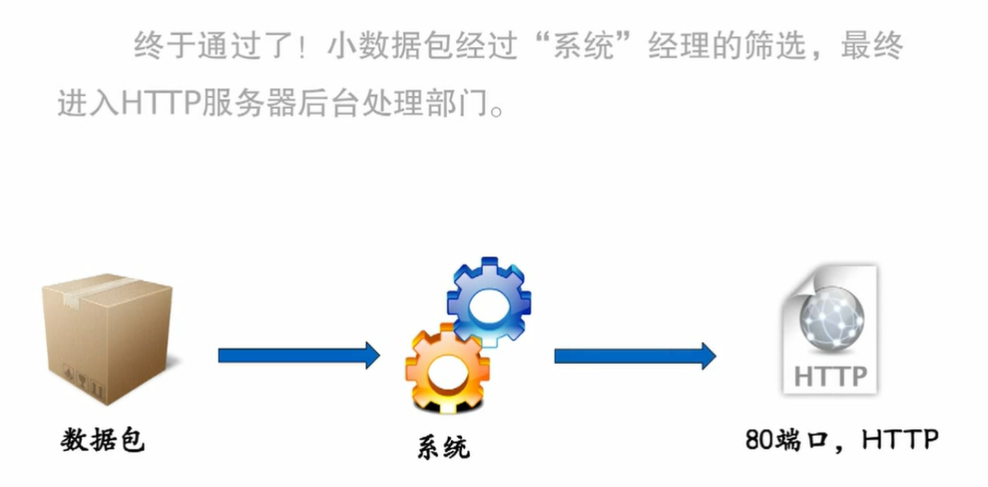 终于通过了！小数据包经过“系统”经理的筛选，最终
进入HTTP服务器后台处理部门。
HTTP
数据包
系统
80端口，HTTP